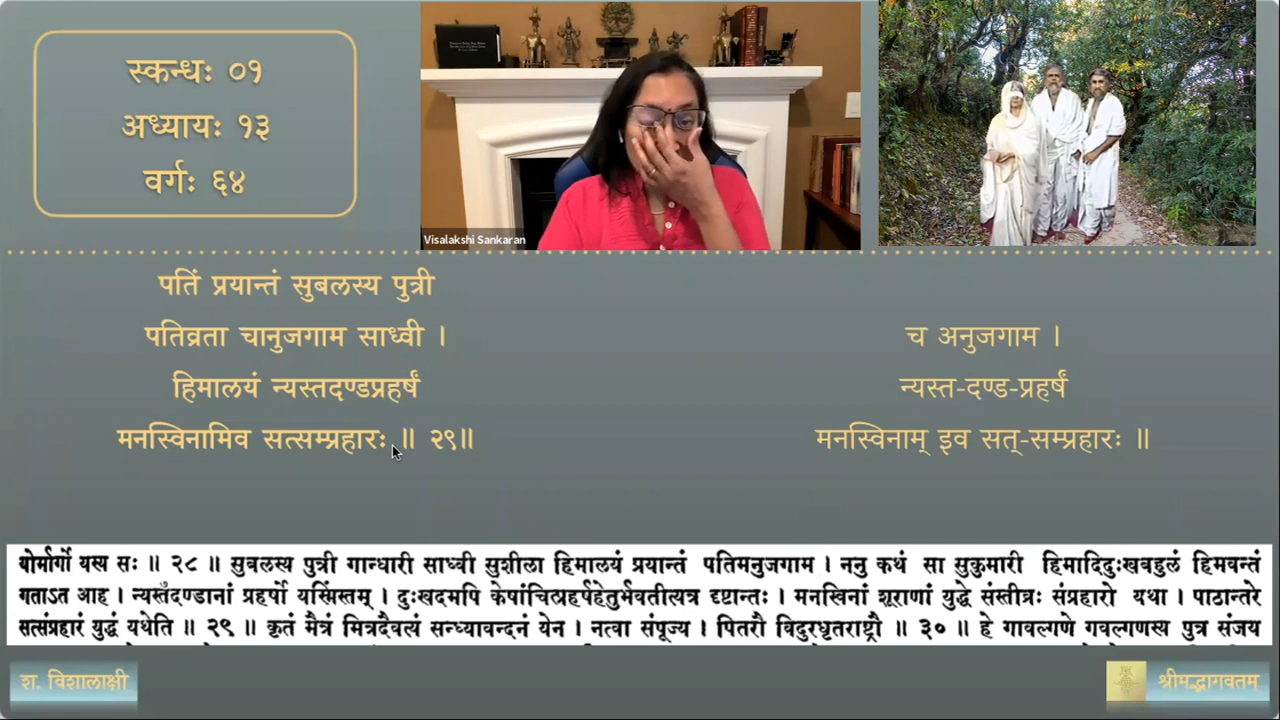 स्कन्धः ०१
अध्यायः १३
वर्गः ६४
Visalakshi Sankaran
पतिं प्रयान्तं सुबलस्य पुत्री
पतिव्रता चानुजगाम साध्वी ।
हिमालयं न्यस्तदण्डप्रहर्षं
मनस्विनामिव सत्सम्प्रहारः ॥ २९॥
च अनुजगाम ।
न्यस्त-दण्ड-प्रहर्षं
मनस्विनाम् इव सत्-सम्प्रहारः ॥
योर्मार्गो यस्य सः ॥ २८ ॥ सुबलस्य पुत्री गान्धारी साध्वी सुशीला हिमालयं प्रयान्तं पतिमनुजगाम । ननु कथं सा सुकुमारी हिमादिदुःखबहुलं हिमवन्तं
गताऽत आह । न्यस्तदण्डानां प्रहर्षो यस्मिंस्तम् । दुःखदमपि केषांचित्प्रहर्षहेतुर्भवतीत्यत्र दृष्टान्तः । मनस्विनां शूराणां युद्धे संस्तीव्रः संप्रहारो यथा । पाठान्तरे
सत्संप्रहारं युद्धं यथेति ॥ २९ ॥ कृतं मैत्रं मित्रदैवत्यं सन्ध्यावन्दनं येन । नत्वा संपूज्य । पितरौ विदुरधृतराष्ट्रौ ॥ ३० ॥ हे गावल्गणे गवल्गणस्य पुत्र संजय
श. विशालाक्षी
श्रीमद्भागवतम्